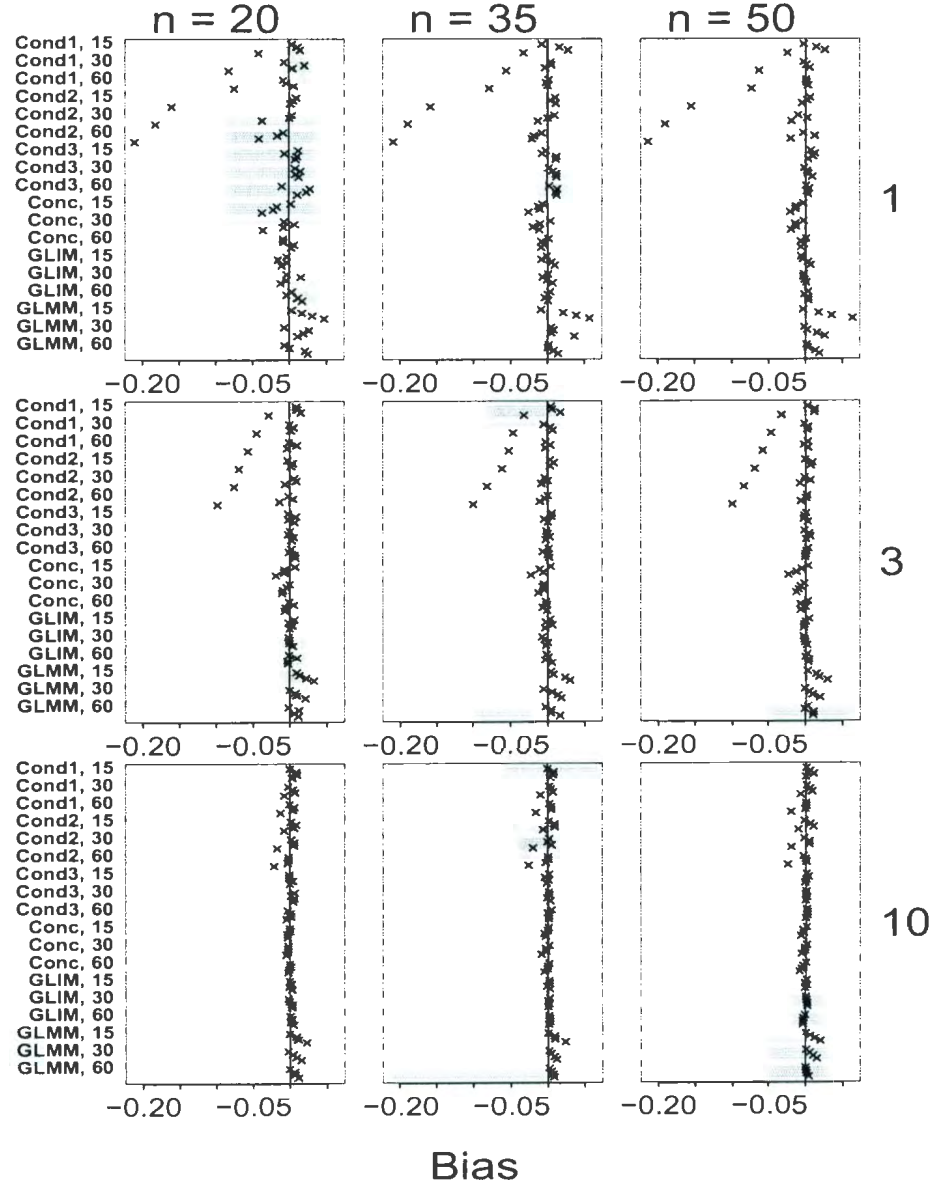 n = 20 n = 35 n = 50
Cond1, 15
Cond1, 30
Cond1, 60
Cond2, 15
Cond2, 30
Cond2, 60
Cond3, 15
Cond3, 30
Cond3, 60
Conc, 15
Conc, 30
Conc, 60
GLIM, 15
GLIM, 30
GLIM, 60
GLMM, 15
GLMM, 30
GLMM, 60
1
−0.20 −0.05 −0.20 −0.05 −0.20 −0.05
Cond1, 15
Cond1, 30
Cond1, 60
Cond2, 15
Cond2, 30
Cond2, 60
Cond3, 15
Cond3, 30
Cond3, 60
Conc, 15
Conc, 30
Conc, 60
GLIM, 15
GLIM, 30
GLIM, 60
GLMM, 15
GLMM, 30
GLMM, 60
3
−0.20 −0.05 −0.20 −0.05 −0.20 −0.05
Cond1, 15
Cond1, 30
Cond1, 60
Cond2, 15
Cond2, 30
Cond2, 60
Cond3, 15
Cond3, 30
Cond3, 60
Conc, 15
Conc, 30
Conc, 60
GLIM, 15
GLIM, 30
GLIM, 60
GLMM, 15
GLMM, 30
GLMM, 60
10
−0.20 −0.05 −0.20 −0.05 −0.20 −0.05
Bias